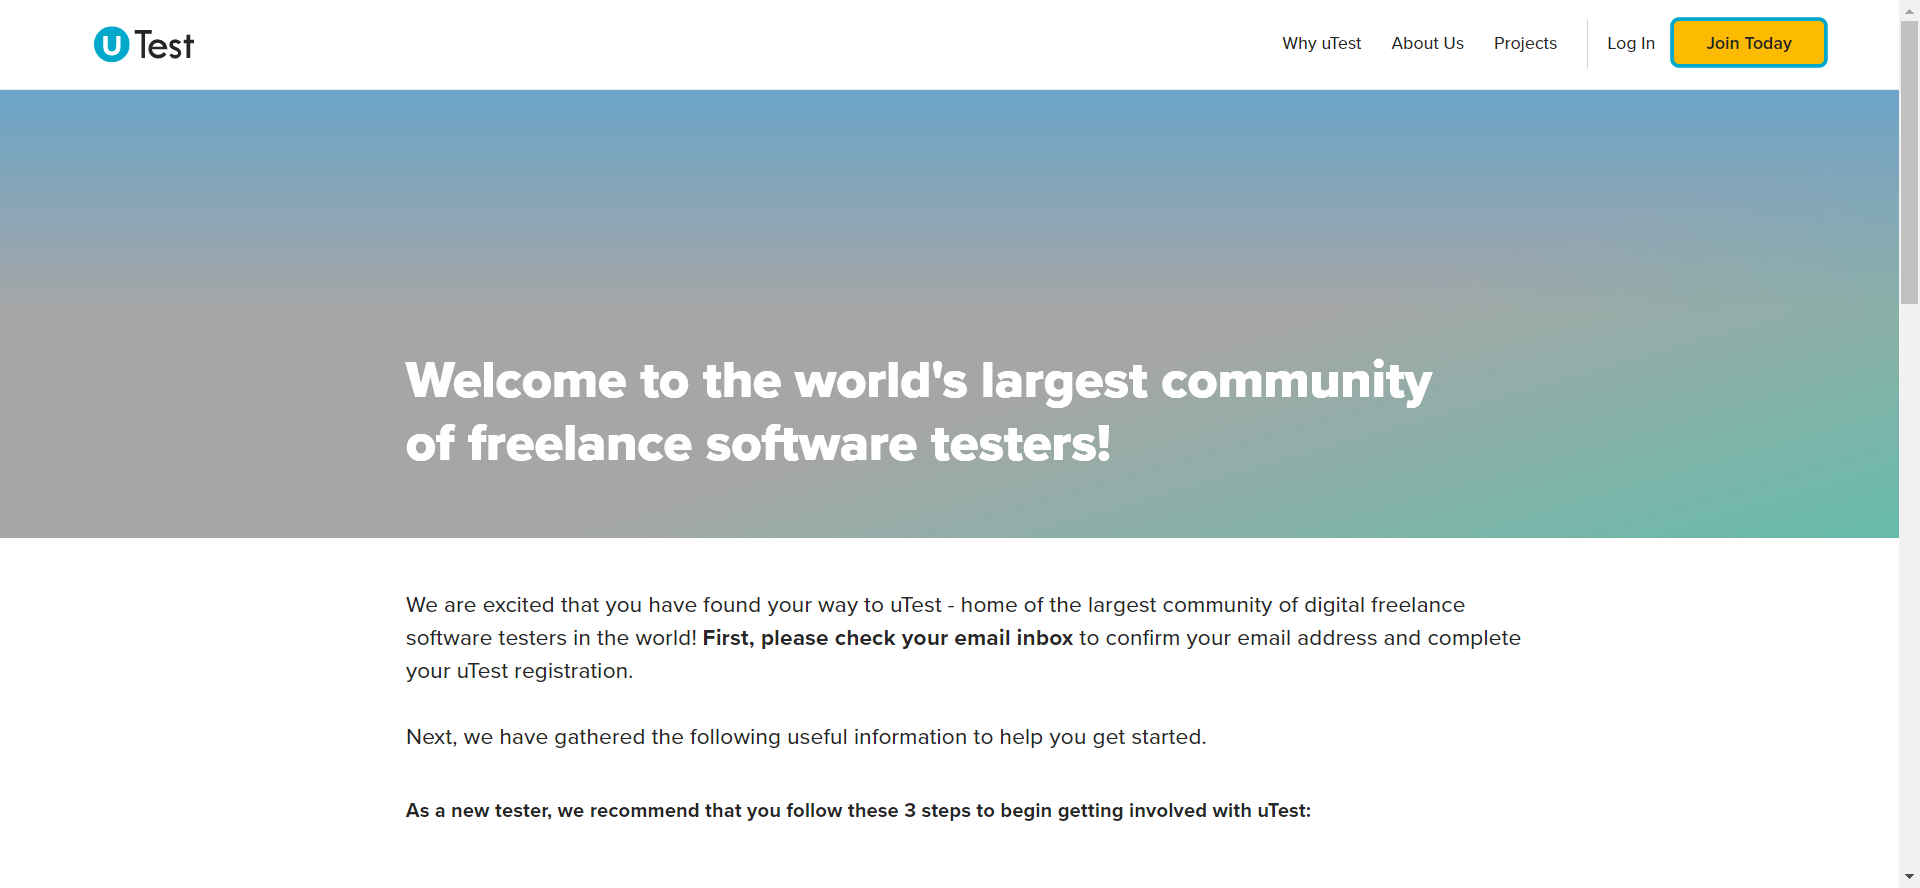 uTest
Why uTest
About Us
Projects
Log In
Join Today
Welcome to the world's largest community
of freelance software testers!
We are excited that you have found your way to uTest - home of the largest community of digital freelance
software testers in the world! First, please check your email inbox to confirm your email address and complete
your uTest registration.
Next, we have gathered the following useful information to help you get started.
As a new tester, we recommend that you follow these 3 steps to begin getting involved with uTest: